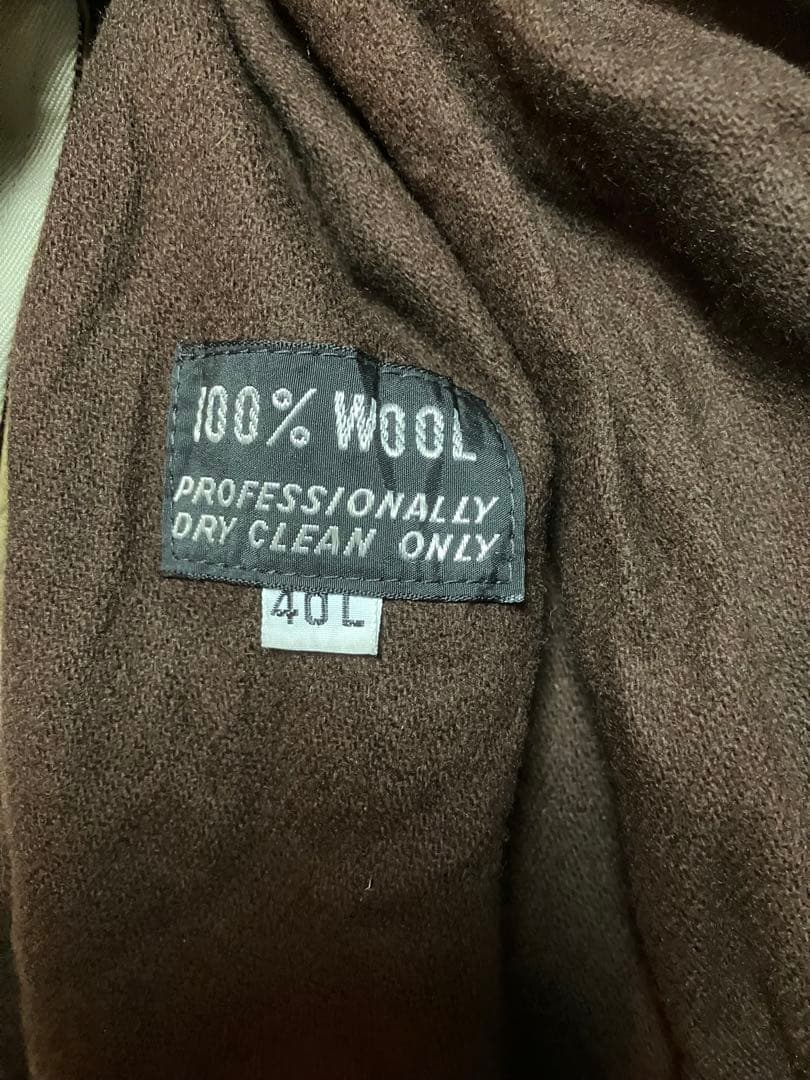 100% WOOL
PROFESSIONALLY
DRY CLEAN ONLY
40L